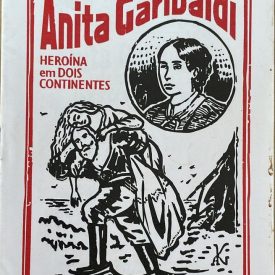 Anita Garibaldi
HEROÍNA
em DOIS
CONTINENTES